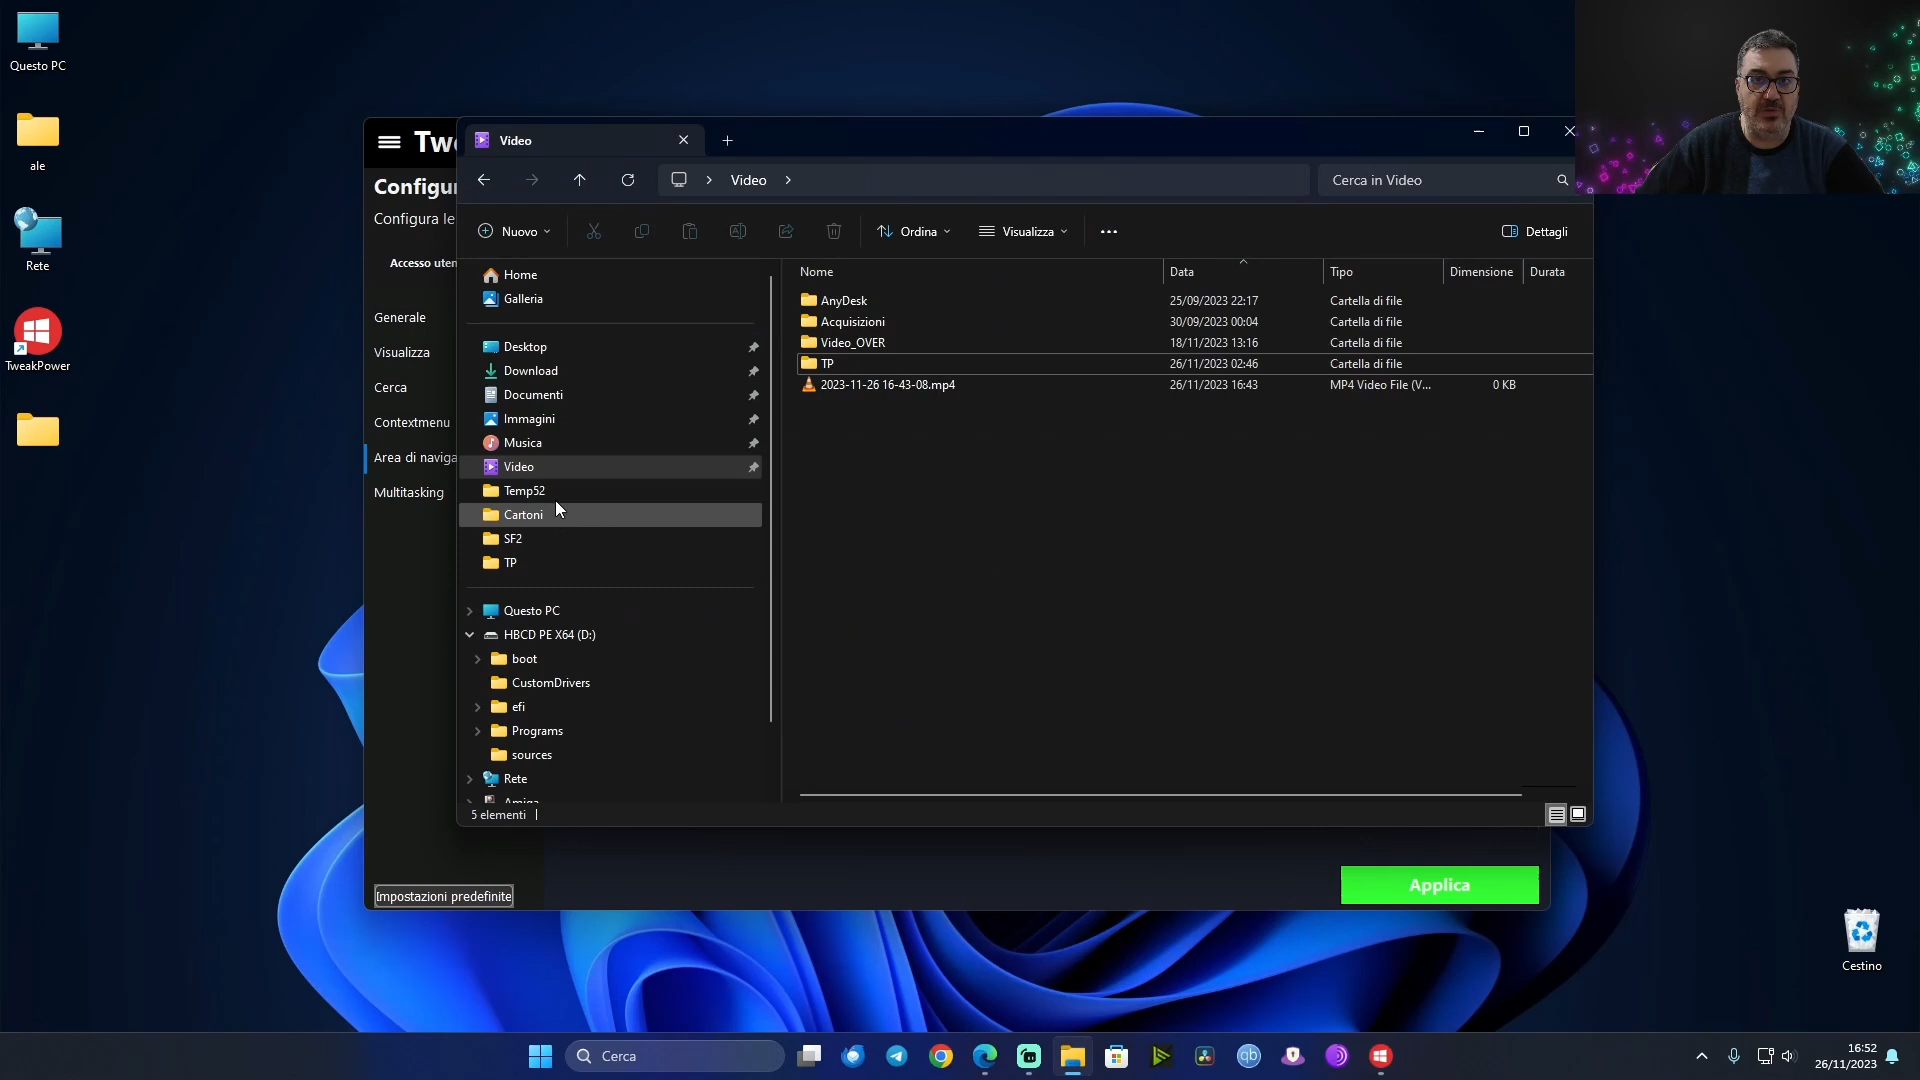 Questo PC
ale
Rete
TweakPower
Configu
Configura le
Accesso uten
Generale
Visualizza
Cerca
Contextmenu
Area di naviga
Multitasking
Impostazioni predefinite
Applica
Video
Video
Cerca in Video
Nuovo
Ordina
Visualizza
Dettagli
Home
Galleria
Desktop
Download
Documenti
Immagini
Musica
Video
Temp52
Cartoni
SF2
TP
Questo PC
HBCD PE X64 (D:)
boot
CustomDrivers
efi
Programs
sources
Rete
Amiga
5 elementi
Nome Data Tipo Dimensione Durata
AnyDesk 25/09/2023 22:17 Cartella di file
Acquisizioni 30/09/2023 00:04 Cartella di file
Video_OVER 18/11/2023 13:16 Cartella di file
TP 26/11/2023 02:46 Cartella di file
2023-11-26 16-43-08.mp4 26/11/2023 16:43 MP4 Video File (V... 0 KB
Cestino
Cerca
qb
16:52
26/11/2023